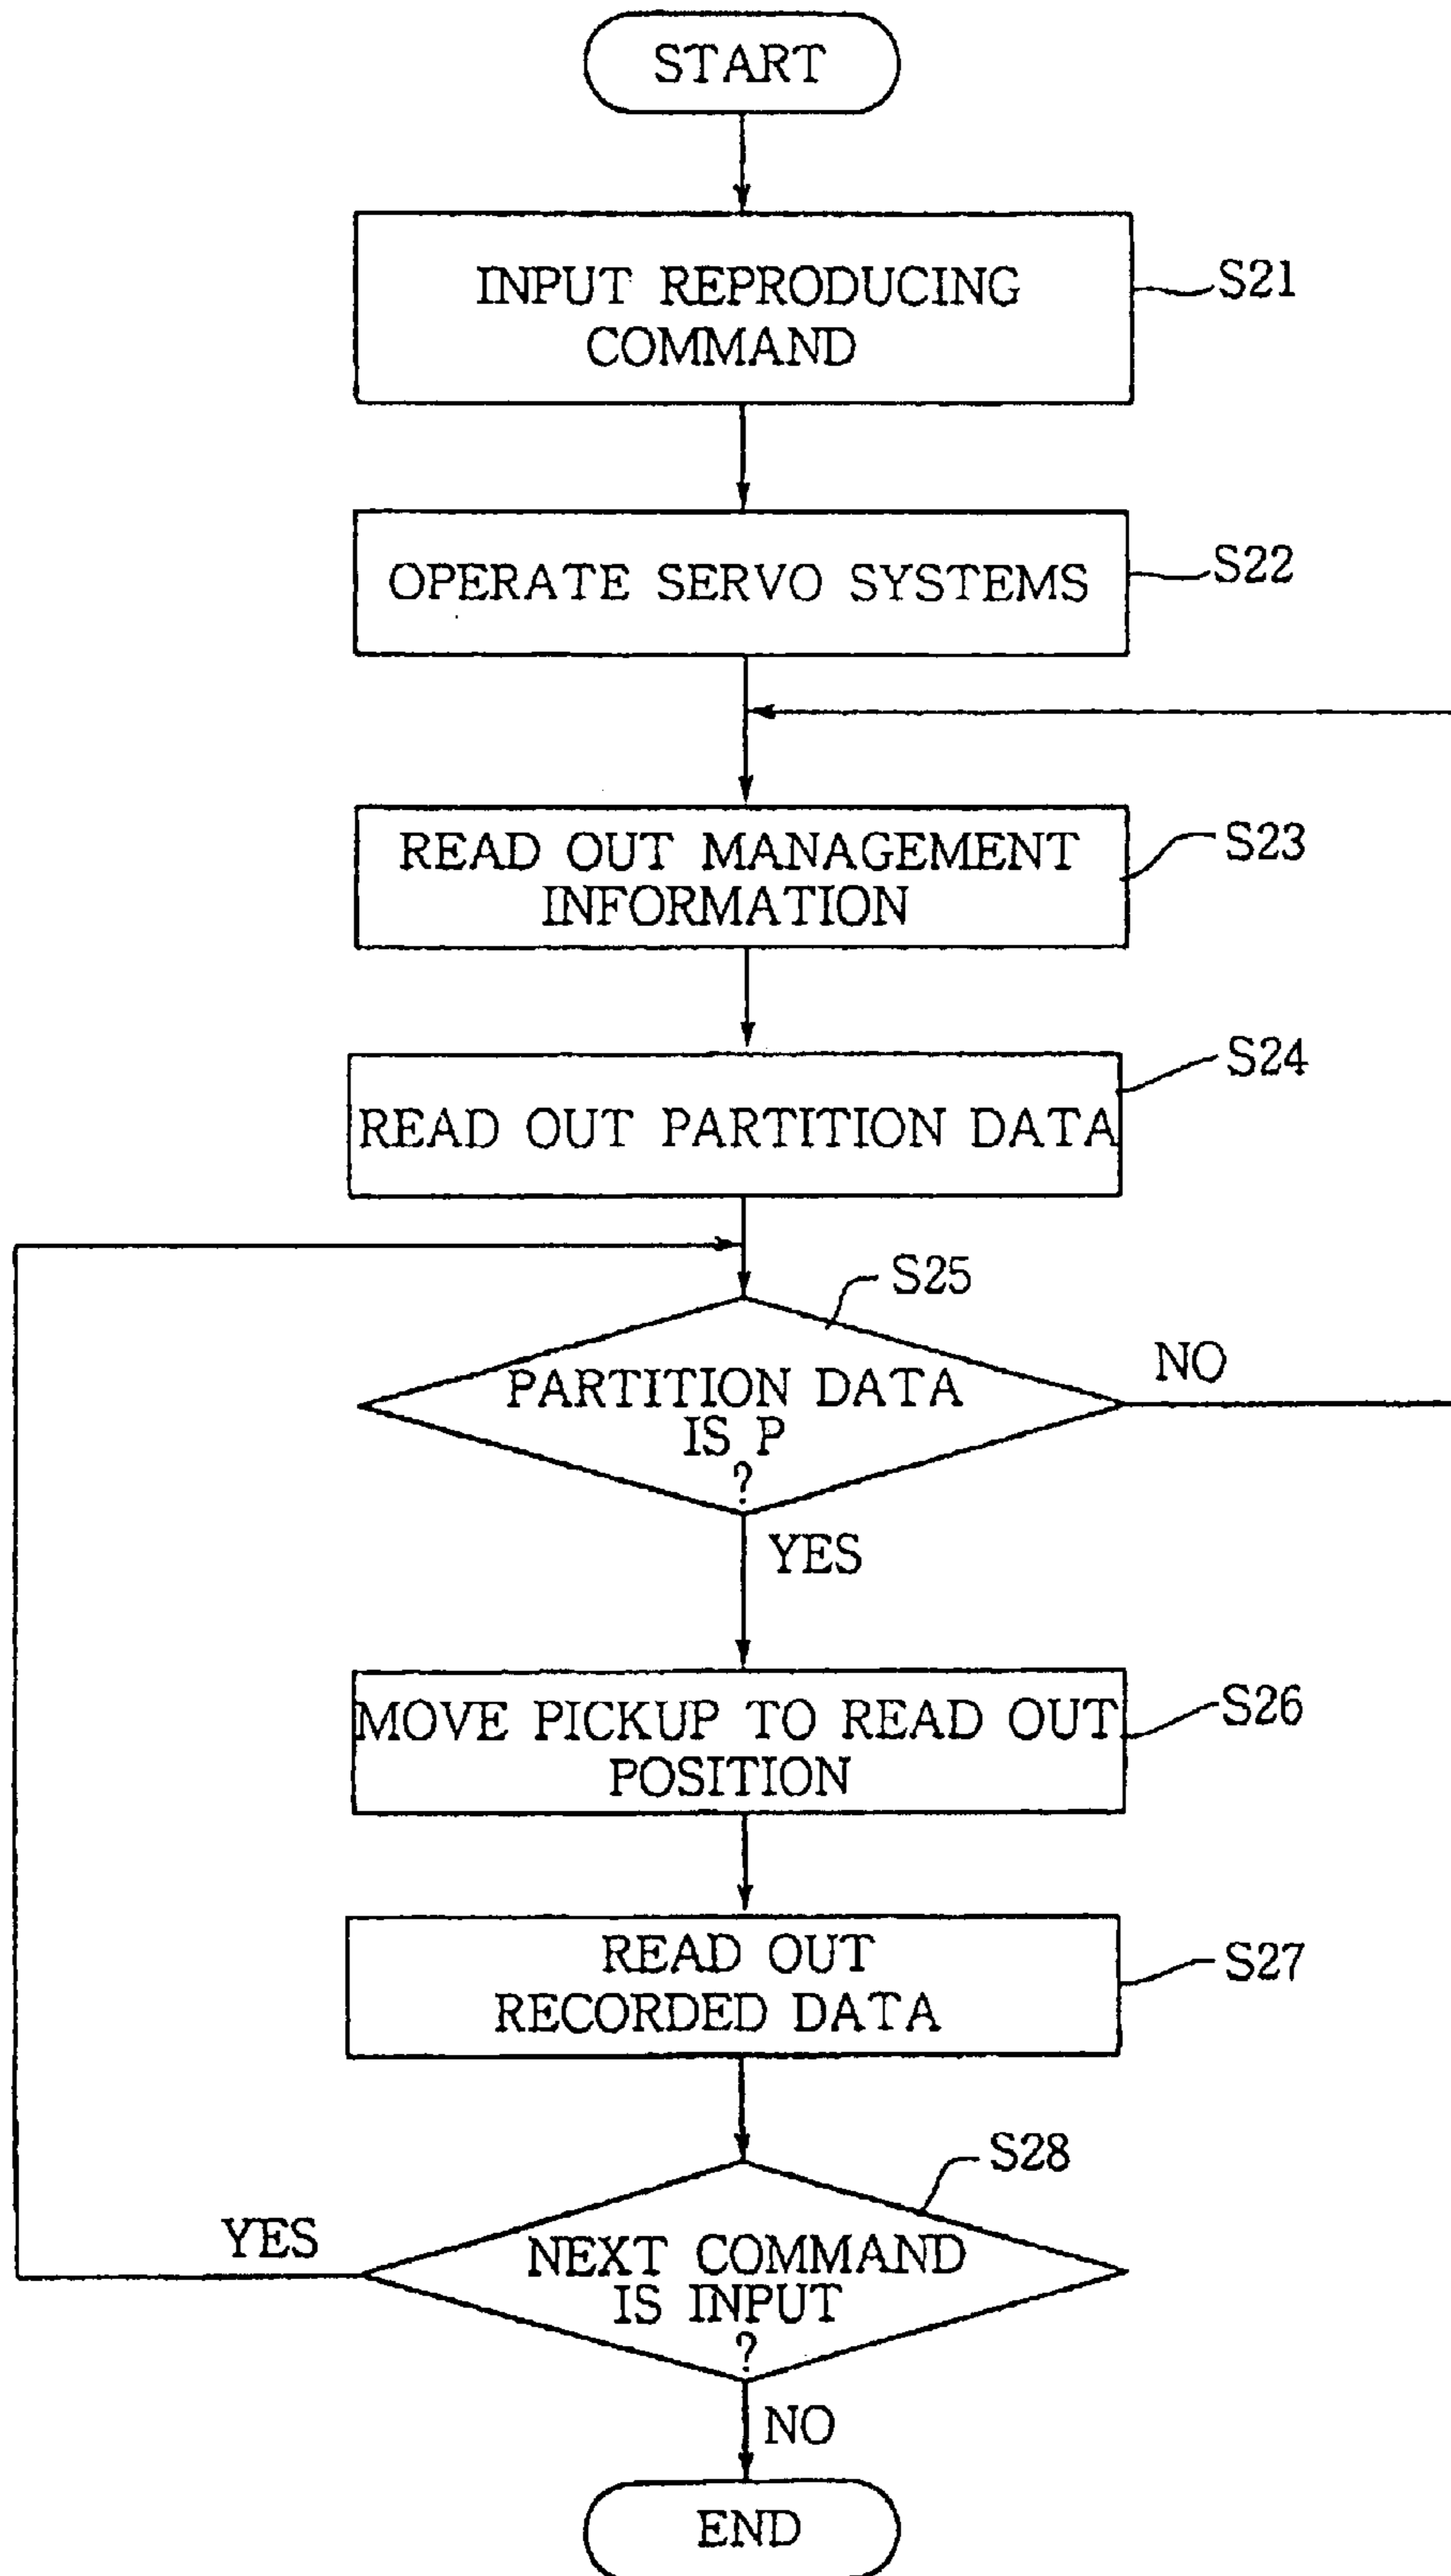 START
INPUT REPRODUCING
COMMAND
S21
OPERATE SERVO SYSTEMS
S22
READ OUT MANAGEMENT
INFORMATION
S23
READ OUT PARTITION DATA
S24
S25
PARTITION DATA
IS P
?
NO
YES
MOVE PICKUP TO READ OUT
POSITION
S26
READ OUT
RECORDED DATA
S27
S28
YES
NEXT COMMAND
IS INPUT
?
NO
END